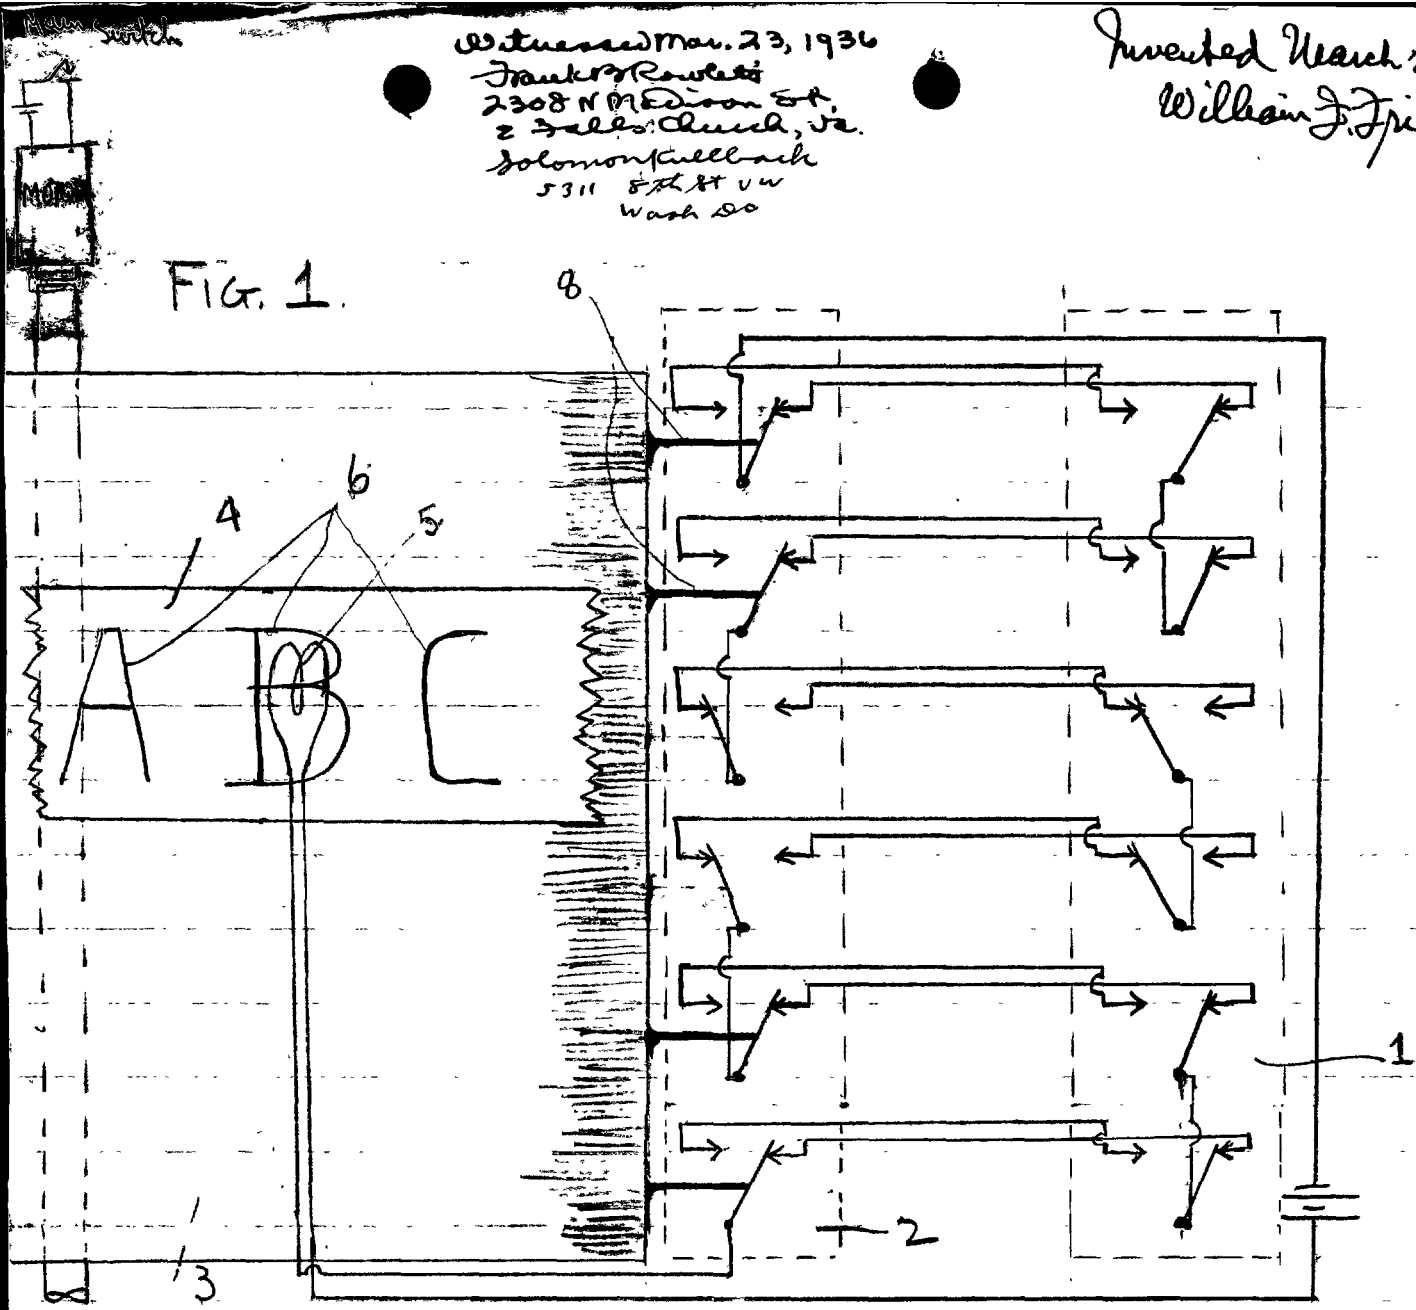 Main Switch
Witnessed Mar. 23, 1936
Frank B Rowlett
2308 N Madison St.
Falls Church, Va.
Solomon Kullback
5311 8th St NW
Wash DC
Invented March
William F. Fri
MOTOR
FIG. 1.
8
6
4
5
A B C
1
2
3